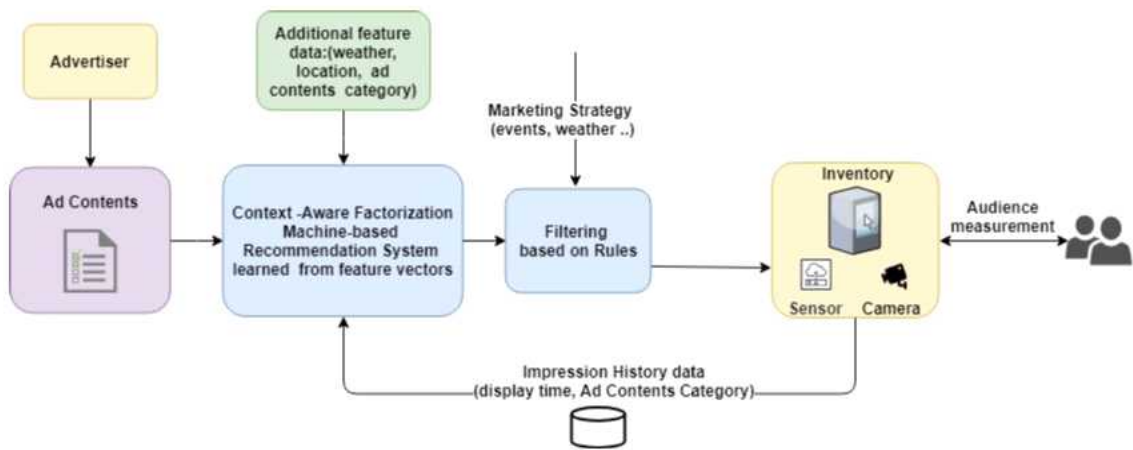 Advertiser
Additional feature
data:(weather,
location, ad
contents category)
Marketing Strategy
(events, weather ..)
Ad Contents
Context -Aware Factorization
Machine-based
Recommendation System
learned from feature vectors
Filtering
based on Rules
Inventory
Sensor
Camera
Audience
measurement
Impression History data
(display time, Ad Contents Category)